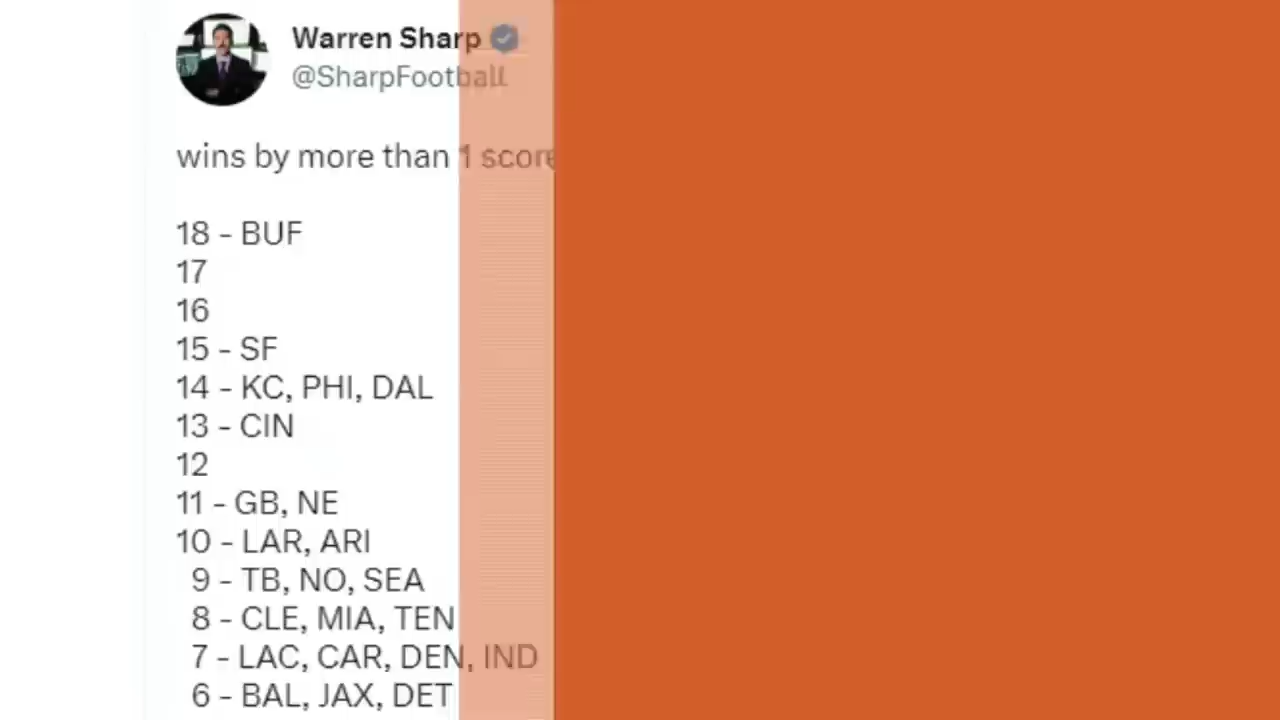 Warren Sharp
@SharpFootball
wins by more than 1 score
18 - BUF
17
16
15 - SF
14 - KC, PHI, DAL
13 - CIN
12
11 - GB, NE
10 - LAR, ARI
9 - TB, NO, SEA
8 - CLE, MIA, TEN
7 - LAC, CAR, DEN, IND
6 - BAL, JAX, DET